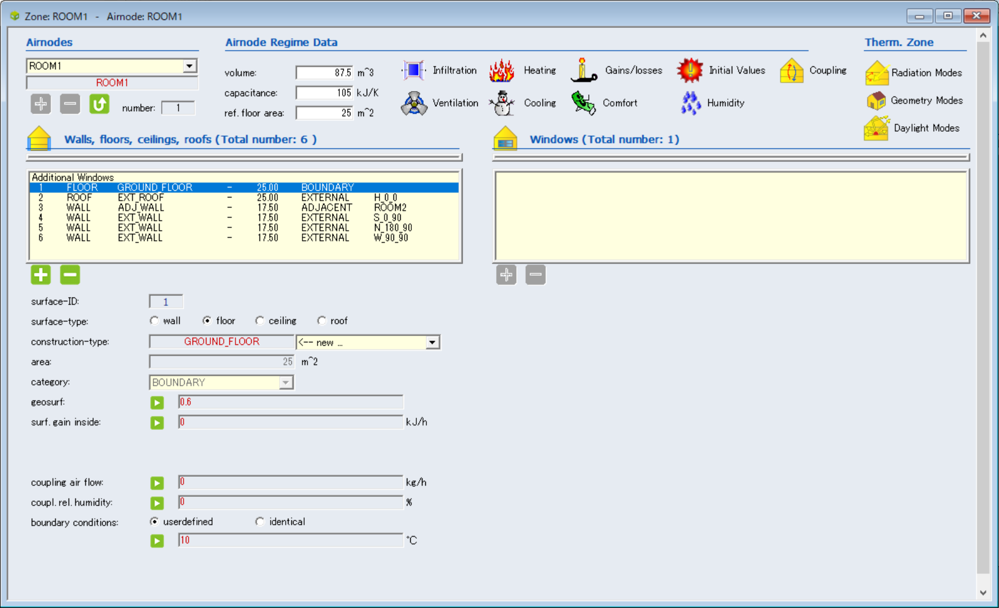 Zone: ROOM1 - Airnode: ROOM1
Airnodes
ROOM1
ROOM1
number: 1
Airnode Regime Data
volume: 87.5 m^3
capacitance: 105 kJ/K
ref. floor area: 25 m^2
Infiltration
Heating
Gains/losses
Initial Values
Coupling
Ventilation
Cooling
Comfort
Humidity
Therm. Zone
Radiation Modes
Geometry Modes
Daylight Modes
Walls, floors, ceilings, roofs (Total number: 6 )
Additional Windows
1 FLOOR GROUND_FLOOR - 25.00 BOUNDARY
2 ROOF EXT_ROOF - 25.00 EXTERNAL H_0_0
3 WALL ADJ_WALL - 17.50 ADJACENT ROOM2
4 WALL EXT_WALL - 17.50 EXTERNAL S_0_90
5 WALL EXT_WALL - 17.50 EXTERNAL N_180_90
6 WALL EXT_WALL - 17.50 EXTERNAL W_90_90
Windows (Total number: 1)
surface-ID: 1
surface-type: wall floor ceiling roof
construction-type: GROUND_FLOOR <-- new ...
area: 25 m^2
category: BOUNDARY
geosurf: 0.6
surf. gain inside: 0 kJ/h
coupling air flow: 0 kg/h
coupl. rel. humidity: 0 %
boundary conditions: userdefined identical
10 °C